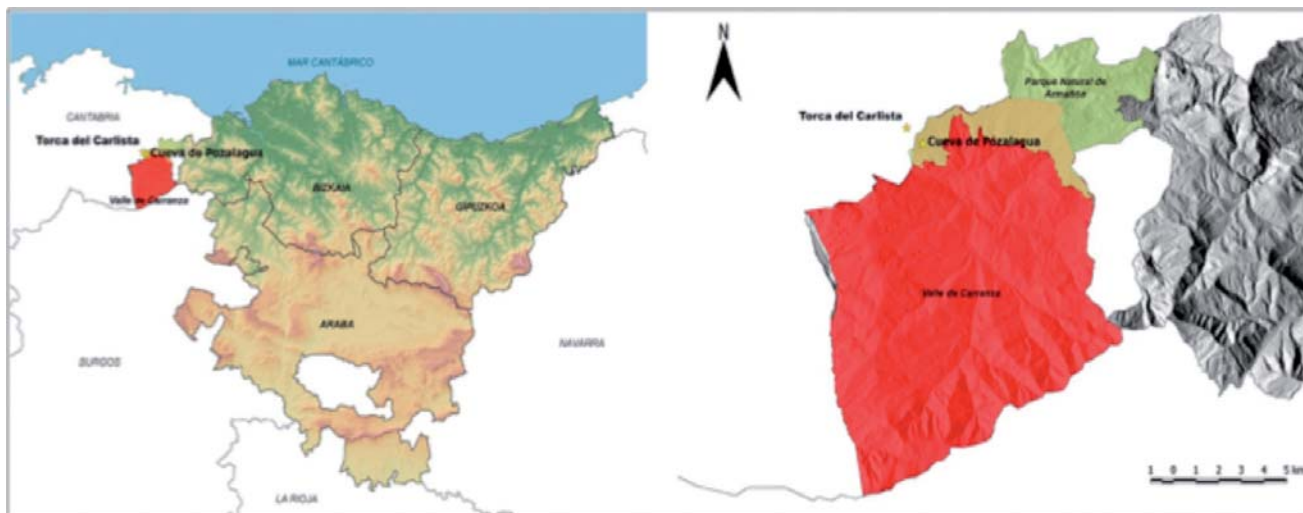 MAR CANTÁBRICO
CANTABRIA
Torca del Carlista
Cueva de Pozalagua
Valle de Carranza
BIZKAIA
GIPUZKOA
ARABA
BURGOS
NAVARRA
LA RIOJA
N
Parque Natural de
Armañón
Torca del Carlista
Cueva de Pozalagua
Valle de Carranza
1 0 1 2 3 4 5 km